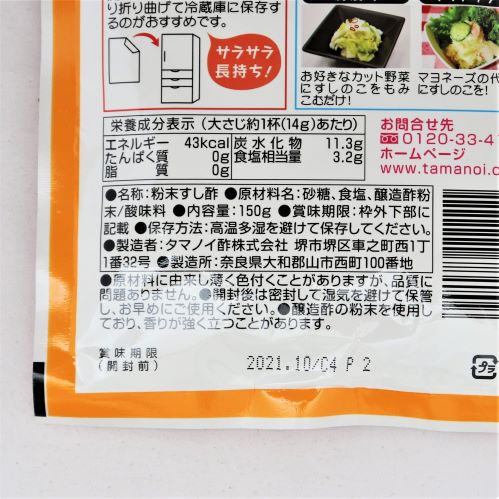 り折り曲げて冷蔵庫に保存する
のがおすすめです。
サラサラ
長持ち!
お好きなカット野菜
にすしのこをもみ
こむだけ!
マヨネーズの代
にすしのこを!
栄養成分表示（大さじ約1杯(14g)あたり）
エネルギー 43kcal 炭水化物 11.3g
たんぱく質 0g 食塩相当量 3.2g
脂質 0g
お問合せ先
0120-33-4
ホームページ
www.tamanoi.c
●名称:粉末すし酢 ●原材料名:砂糖、食塩、醸造酢粉
末/酸味料 ●内容量:150g ●賞味期限:枠外下部に
記載 ●保存方法:高温多湿を避けて保存してください。
●製造者:タマノイ酢株式会社 堺市堺区車之町西1丁
1番32号 ●製造所:奈良県大和郡山市西町100番地
●原材料に由来し薄く色付くことがありますが、品質に
問題ありません。●開封後は密封して湿気を避けて保管
し、お早めにご使用ください。●醸造酢の粉末を使用し
ており、香りが強く立つことがあります。
賞味期限
(開封前)
2021.10/C4 P 2
プラ